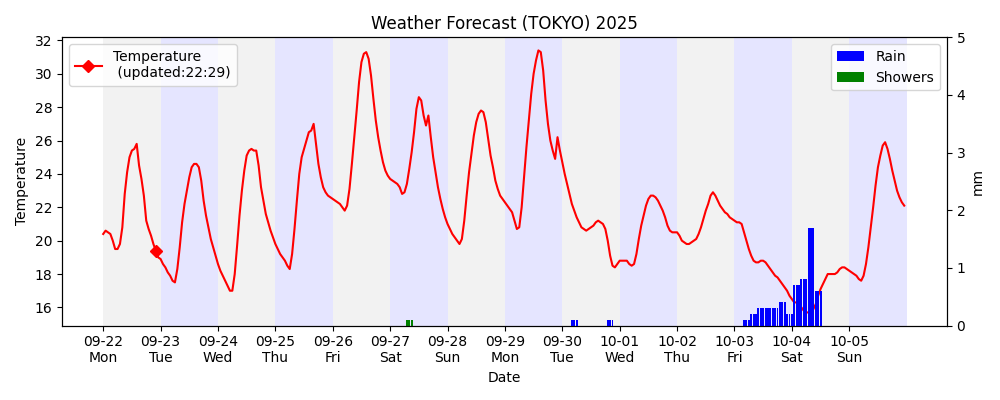 Weather Forecast (TOKYO) 2025
Temperature
(updated:22:29)
Rain
Showers
32
30
28
26
24
22
20
18
16
Temperature
5
4
3
2
1
0
mm
09-22 09-23 09-24 09-25 09-26 09-27 09-28 09-29 09-30 10-01 10-02 10-03 10-04 10-05
Mon Tue Wed Thu Fri Sat Sun Mon Tue Wed Thu Fri Sat Sun
Date